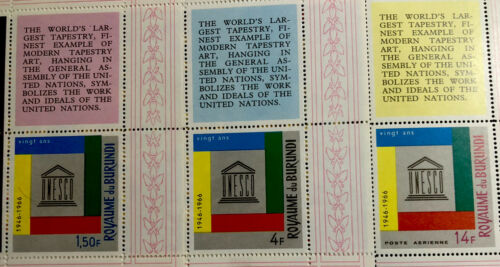 THE WORLD'S LAR-
GEST TAPESTRY, FI-
NEST EXAMPLE OF
MODERN TAPESTRY
ART, HANGING IN
THE GENERAL AS-
SEMBLY OF THE UNI-
TED NATIONS, SYM-
BOLIZES THE WORK
AND IDEALS OF THE
UNITED NATIONS.
THE WORLD'S LAR-
GEST TAPESTRY, FI-
NEST EXAMPLE OF
MODERN TAPESTRY
ART, HANGING IN
THE GENERAL AS-
SEMBLY OF THE UNI-
TED NATIONS, SYM-
BOLIZES THE WORK
AND IDEALS OF THE
UNITED NATIONS.
THE WORLD'S LAR-
GEST TAPESTRY, FI-
NEST EXAMPLE OF
MODERN TAPESTRY
ART, HANGING IN
THE GENERAL AS-
SEMBLY OF THE UNI-
TED NATIONS, SYM-
BOLIZES THE WORK
AND IDEALS OF THE
UNITED NATIONS.
vingt ans
1946-1966
UNESCO
ROYAUME du BURUNDI
1,50F
vingt ans
1946-1966
UNESCO
ROYAUME du BURUNDI
4F
vingt ans
1946-1966
UNESCO
ROYAUME du BURUNDI
POSTE AERIENNE 14F